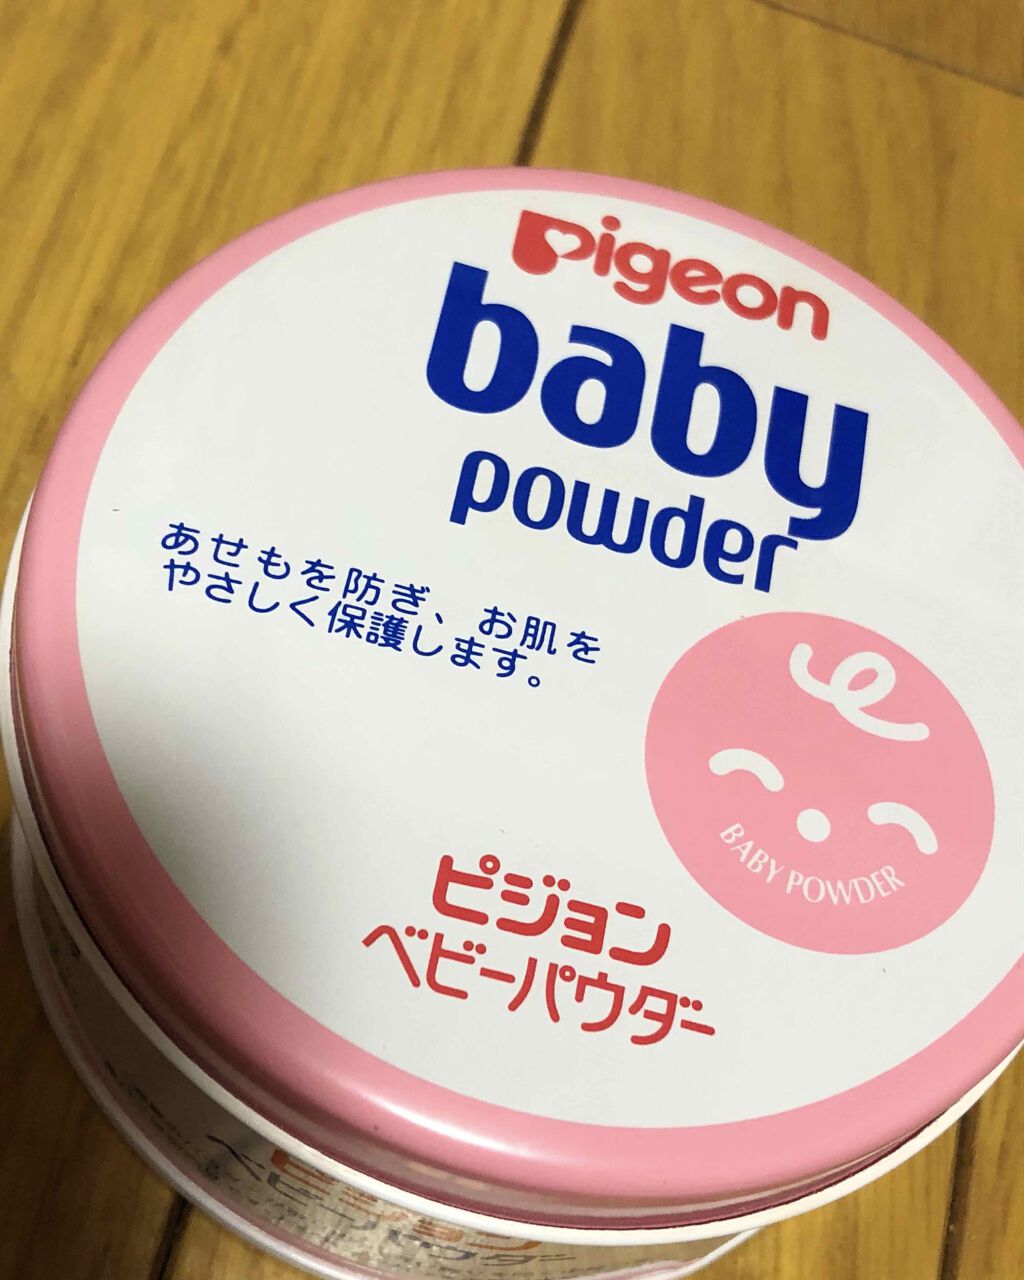 Pigeon
baby
powder
あせもを防ぎ、お肌を
やさしく保護します。
BABY POWDER
ピジョン
ベビーパウダー